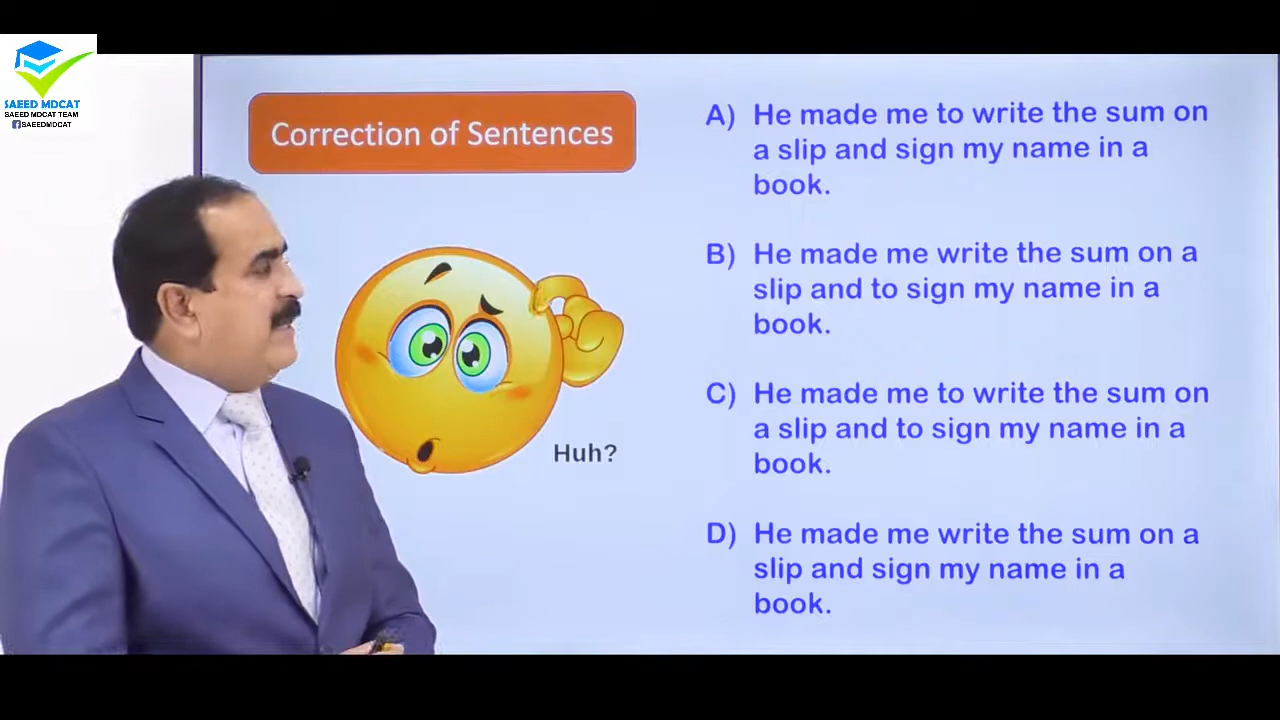 SAEED MDCAT
SAEED MDCAT TEAM
SAEEDMDCAT
Correction of Sentences
Huh?
A) He made me to write the sum on
a slip and sign my name in a
book.
B) He made me write the sum on a
slip and to sign my name in a
book.
C) He made me to write the sum on
a slip and to sign my name in a
book.
D) He made me write the sum on a
slip and sign my name in a
book.